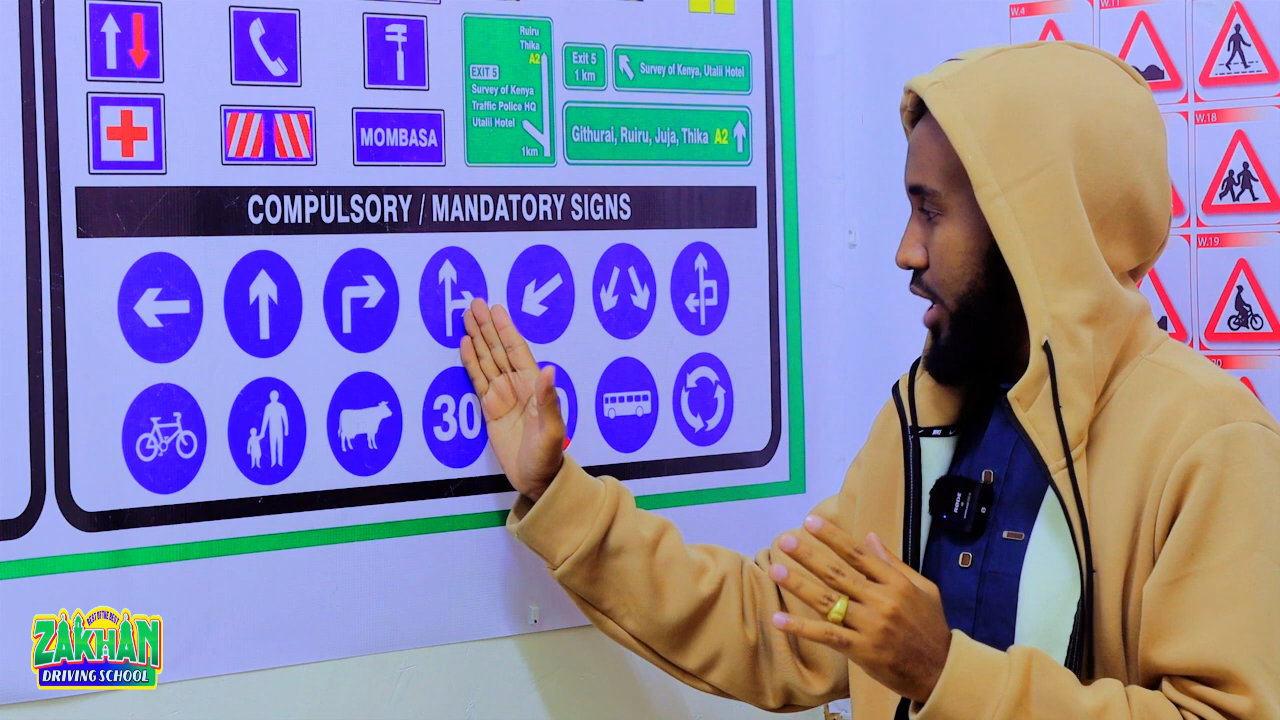 Ruiru
Thika
A2
EXIT 5
Survey of Kenya
Traffic Police HQ
Utalii Hotel
1km
Exit 5
1 km
Survey of Kenya, Utalii Hotel
Githurai, Ruiru, Juja, Thika A2
MOMBASA
COMPULSORY / MANDATORY SIGNS
30
W.4
W.11
W.18
W.19
RODE
BEST OF THE BEST
ZAKHAN
DRIVING SCHOOL